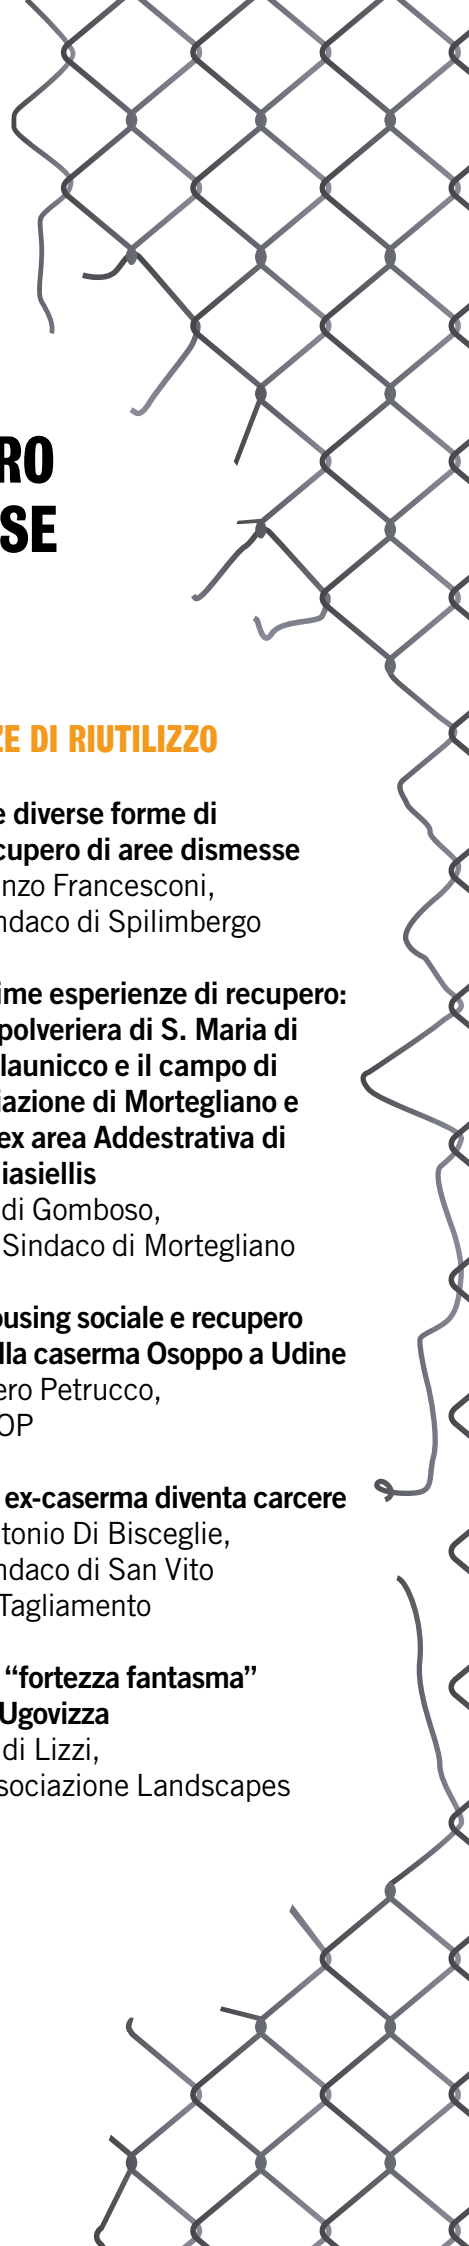 RO
SE
ZE DI RIUTILIZZO
e diverse forme di
cupero di aree dismesse
nzo Francesconi,
ndaco di Spilimbergo
ime esperienze di recupero:
polveriera di S. Maria di
launicco e il campo di
iazione di Mortegliano e
ex area Addestrativa di
iasiellis
di Gomboso,
Sindaco di Mortegliano
ousing sociale e recupero
lla caserma Osoppo a Udine
ero Petrucco,
OP
ex-caserma diventa carcere
tonio Di Bisceglie,
ndaco di San Vito
Tagliamento
“fortezza fantasma”
Ugovizza
di Lizzi,
sociazione Landscapes